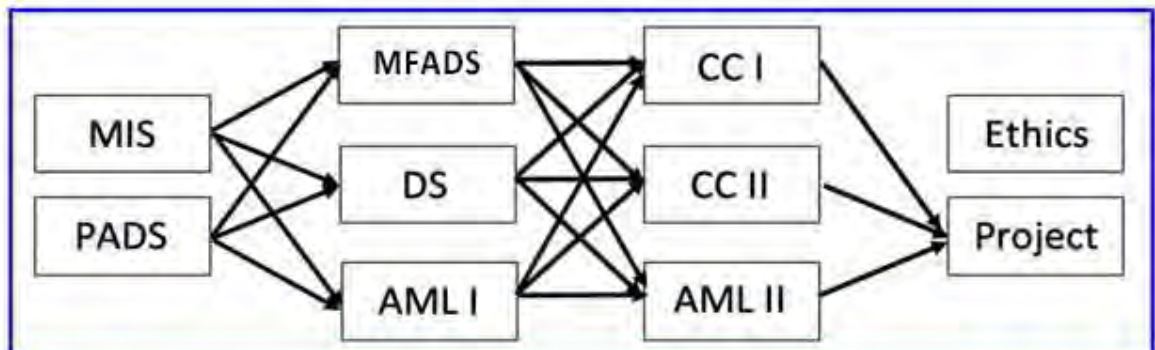 MIS
PADS
MFADS
DS
AML I
CC I
CC II
AML II
Ethics
Project